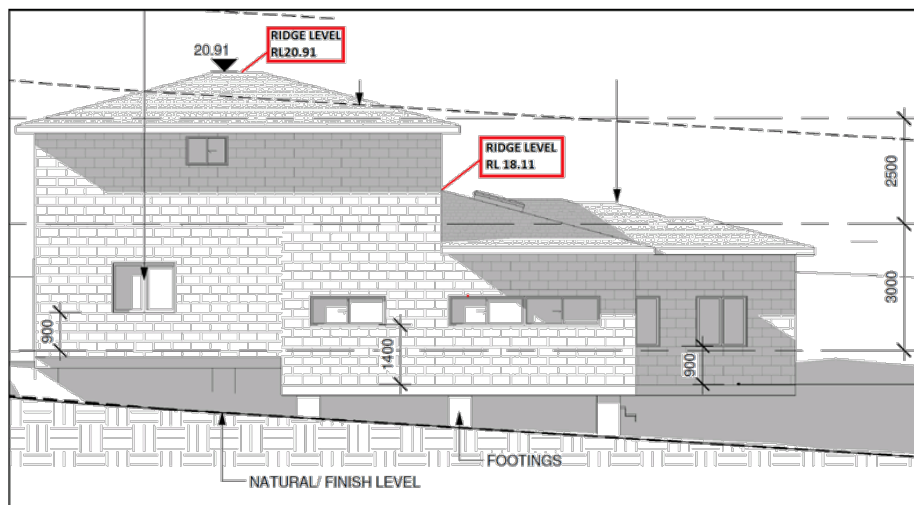 RIDGE LEVEL
RL20.91
20.91
RIDGE LEVEL
RL 18.11
2500
3000
900
1400
900
FOOTINGS
NATURAL/ FINISH LEVEL